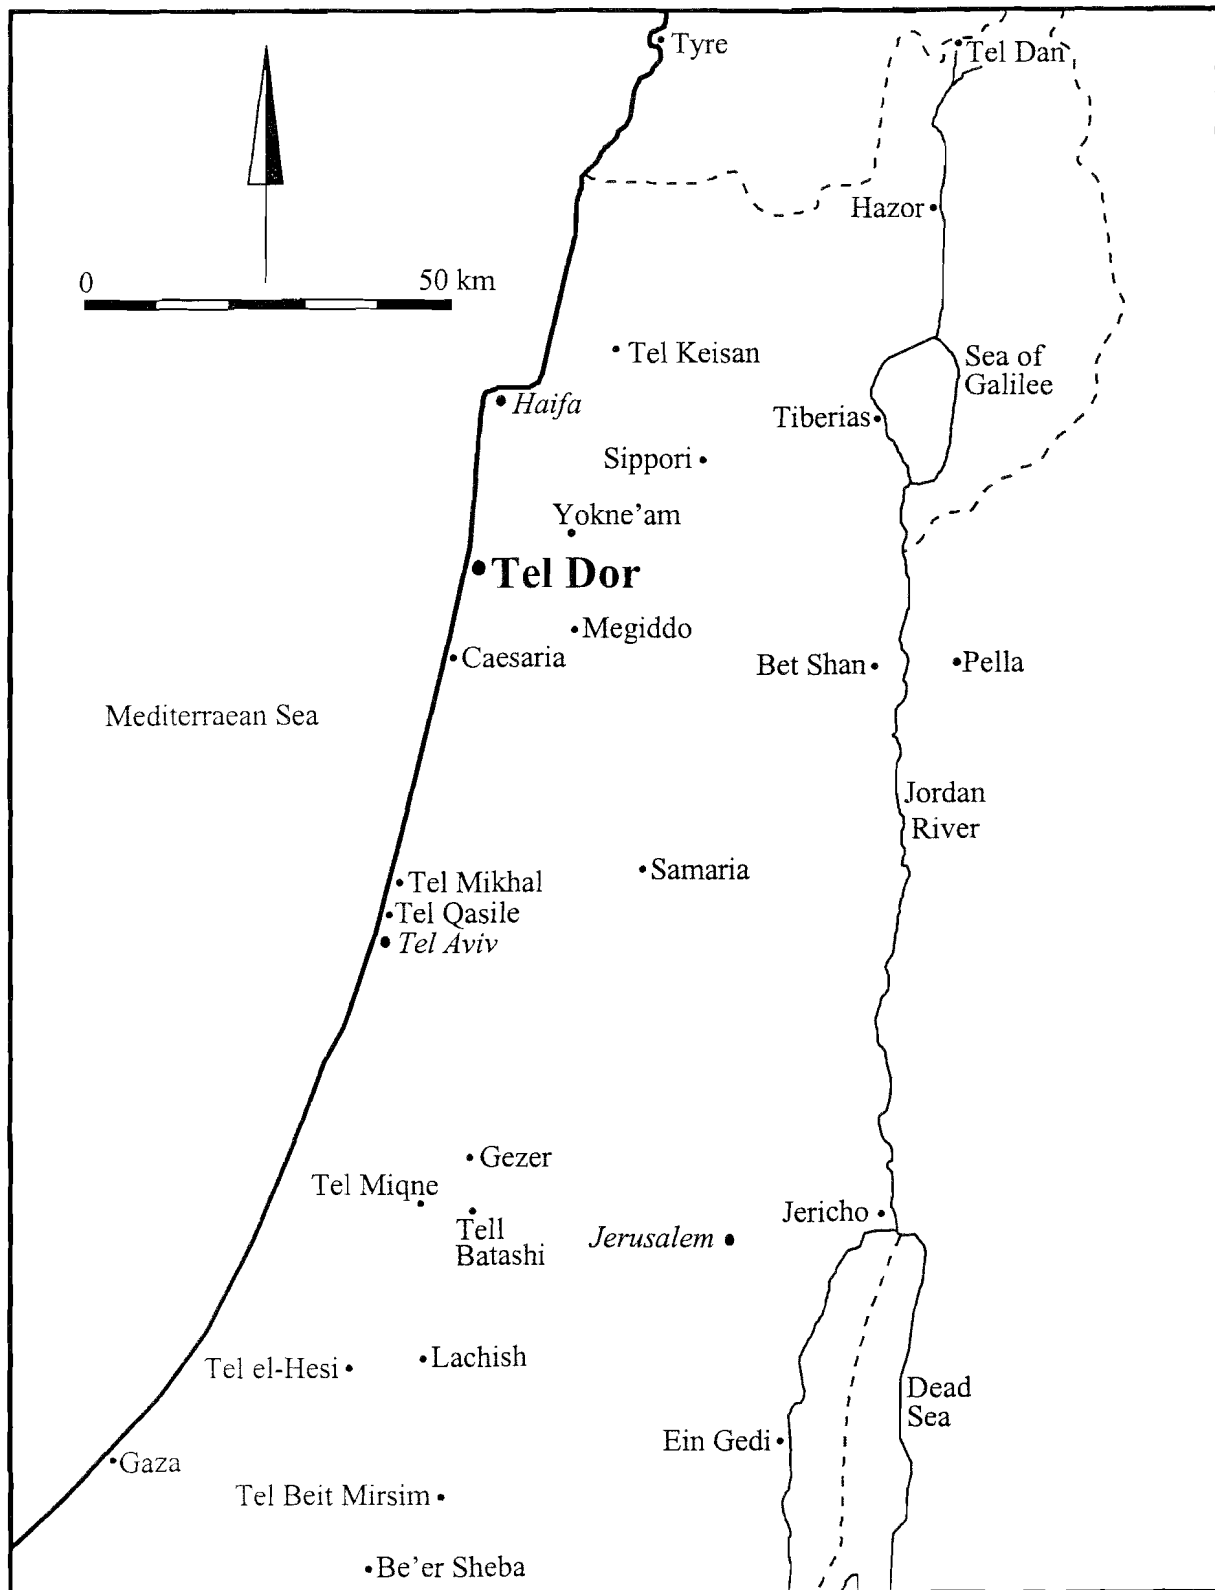 Tyre
Tel Dan
Hazor
0
50 km
Tel Keisan
Sea of
Galilee
Haifa
Tiberias
Sippori
Yokne’am
Tel Dor
Megiddo
Caesaria
Bet Shan
Pella
Mediterraean Sea
Jordan
River
Samaria
Tel Mikhal
Tel Qasile
Tel Aviv
Gezer
Tel Miqne
Tell
Batashi
Jericho
Jerusalem
Lachish
Tel el-Hesi
Dead
Sea
Ein Gedi
Gaza
Tel Beit Mirsim
Be’er Sheba